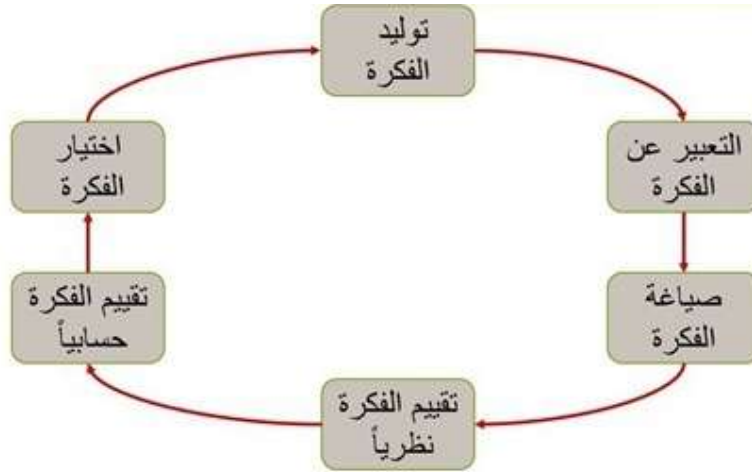 توليد
الفكرة
التعبير عن
الفكرة
صياغة
الفكرة
تقييم الفكرة
نظرياً
تقييم الفكرة
حسابياً
اختيار
الفكرة